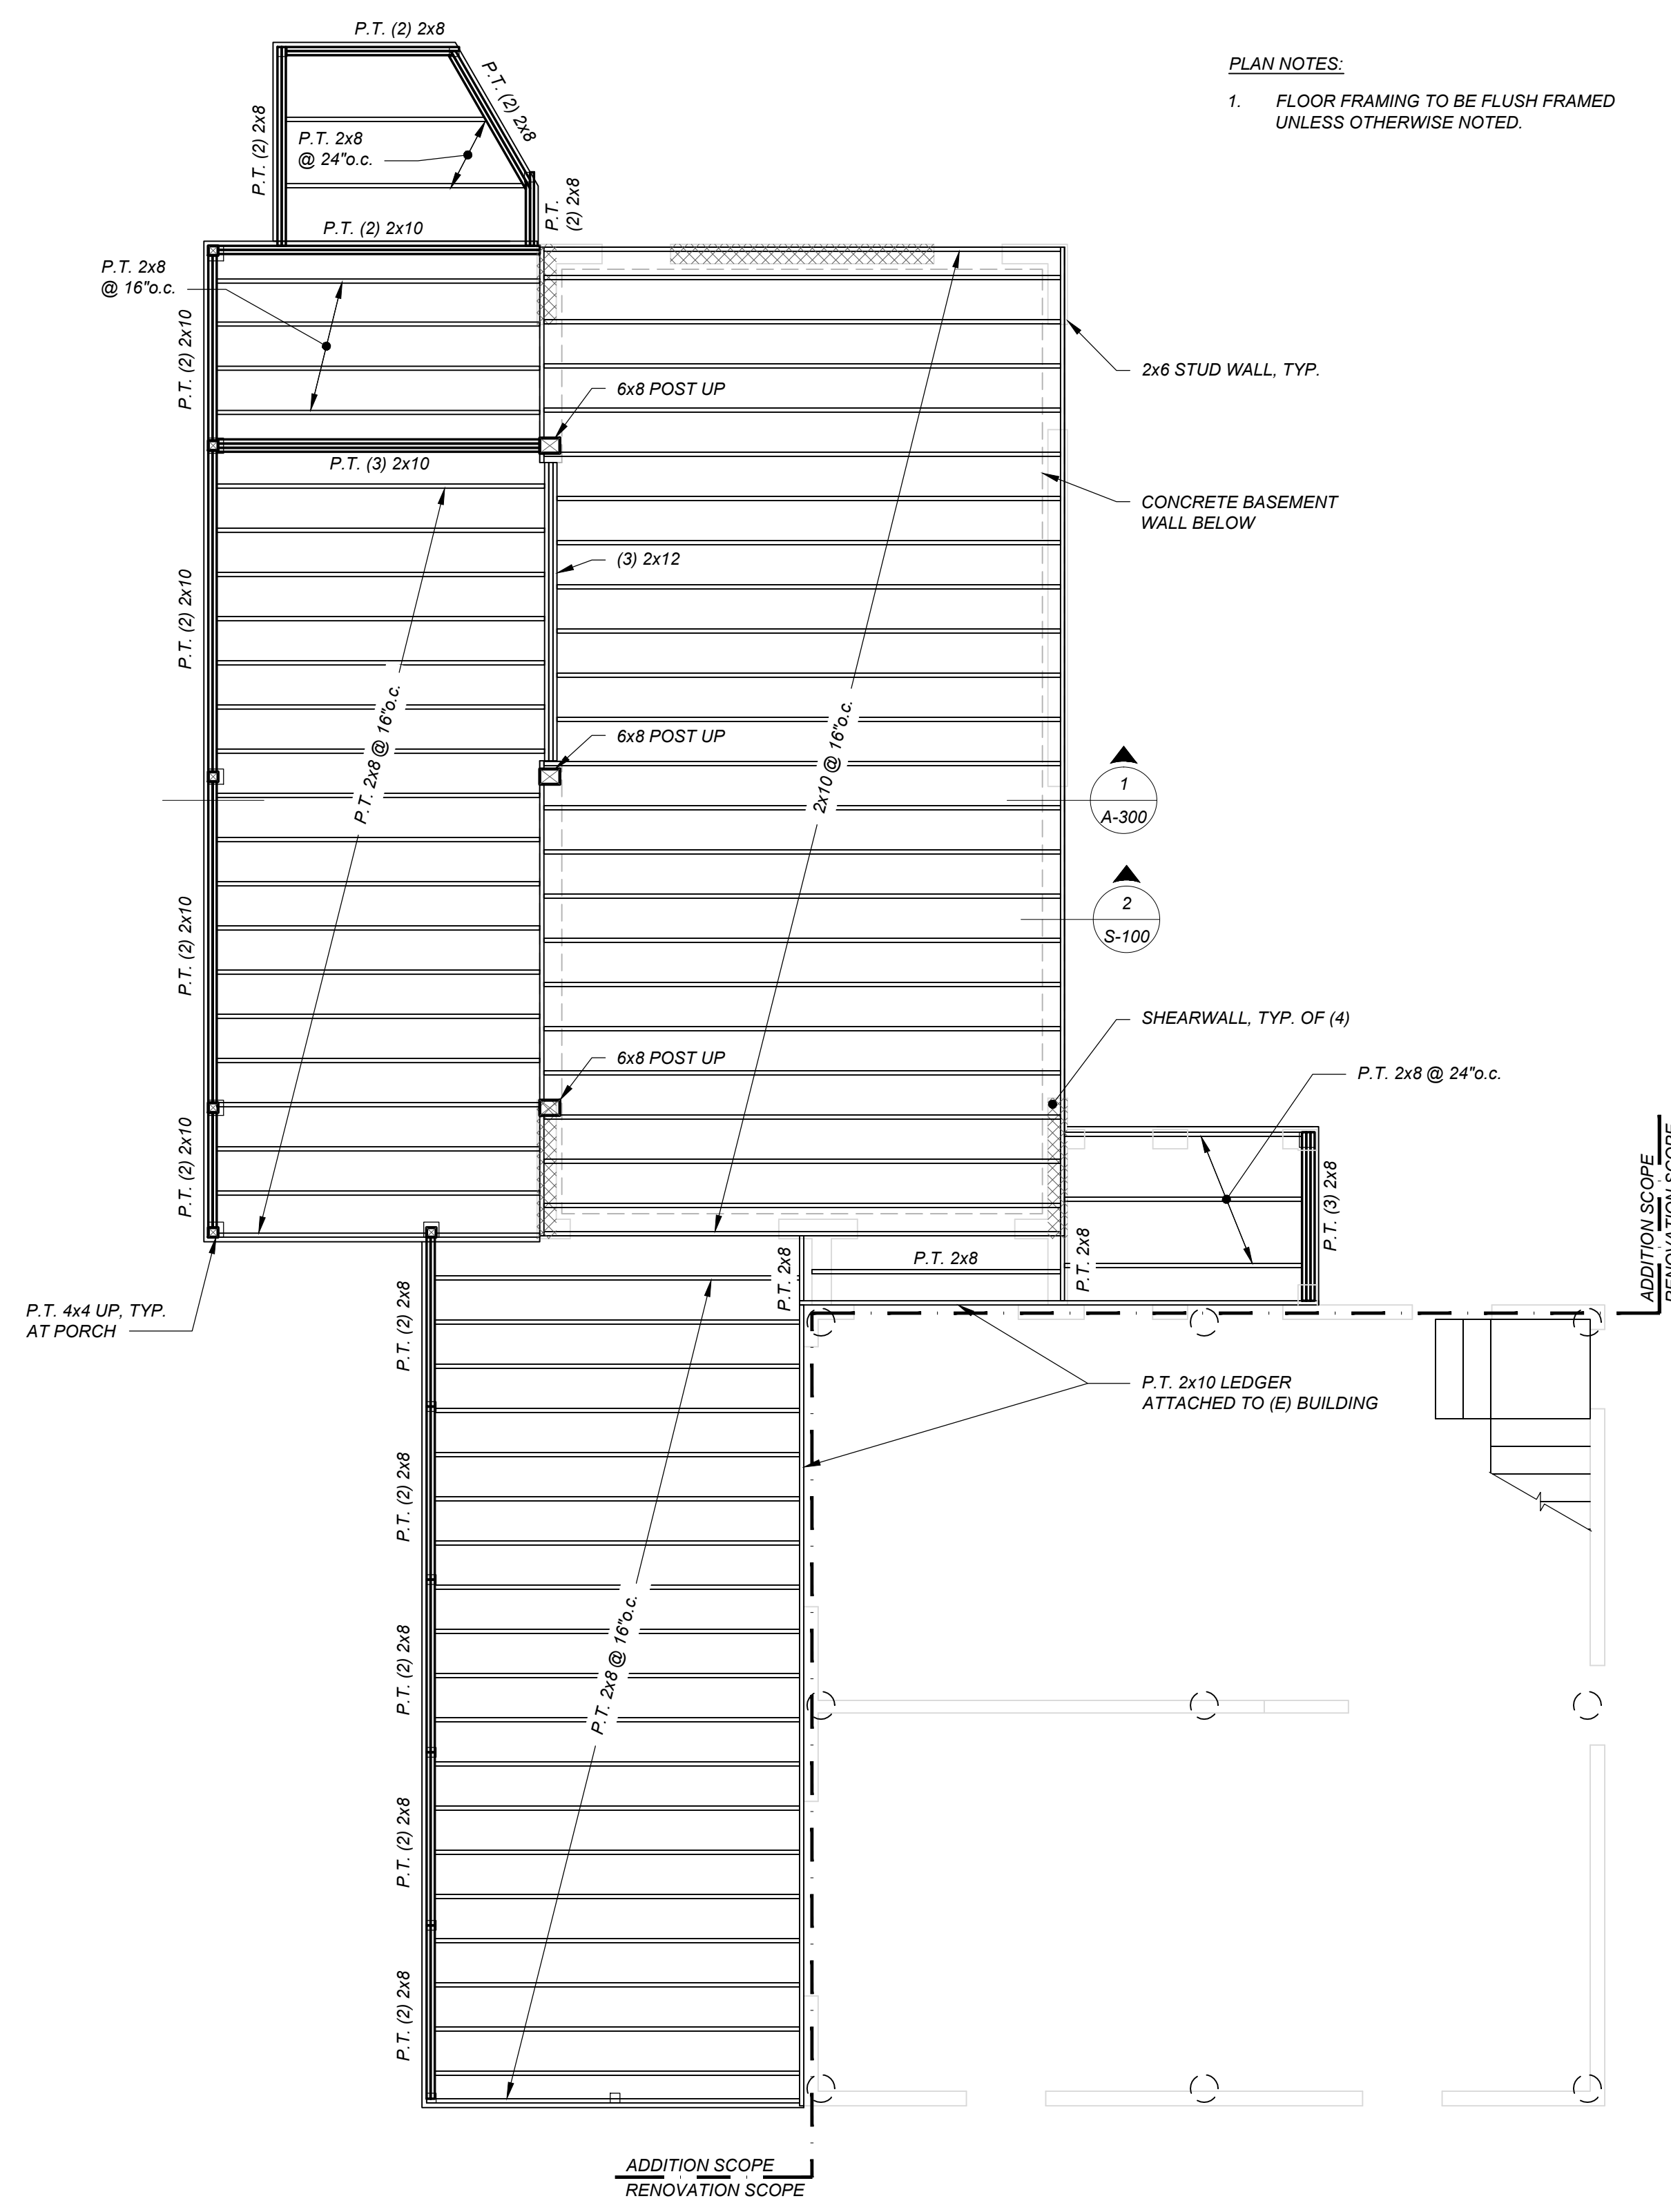 P.T. (2) 2x8
P.T. (2) 2x8
P.T. (2) 2x8
P.T. 2x8
@ 24"o.c.
P.T.
(2) 2x8
P.T. (2) 2x10
PLAN NOTES:
1. FLOOR FRAMING TO BE FLUSH FRAMED
UNLESS OTHERWISE NOTED.
P.T. 2x8
@ 16"o.c.
P.T. (2) 2x10
6x8 POST UP
2x6 STUD WALL, TYP.
P.T. (3) 2x10
CONCRETE BASEMENT
WALL BELOW
(3) 2x12
P.T. (2) 2x10
P.T. 2x8 @ 16"o.c.
2x10 @ 16"o.c.
6x8 POST UP
1
A-300
2
S-100
P.T. (2) 2x10
SHEARWALL, TYP. OF (4)
6x8 POST UP
P.T. 2x8 @ 24"o.c.
P.T. (2) 2x10
P.T. (3) 2x8
ADDITION SCOPE
RENOVATION SCOPE
P.T. 2x8
P.T. 2x8
P.T. 2x8
P.T. 4x4 UP, TYP.
AT PORCH
P.T. (2) 2x8
P.T. 2x10 LEDGER
ATTACHED TO (E) BUILDING
P.T. (2) 2x8
P.T. 2x8 @ 16"o.c.
P.T. (2) 2x8
P.T. (2) 2x8
P.T. (2) 2x8
ADDITION SCOPE
RENOVATION SCOPE